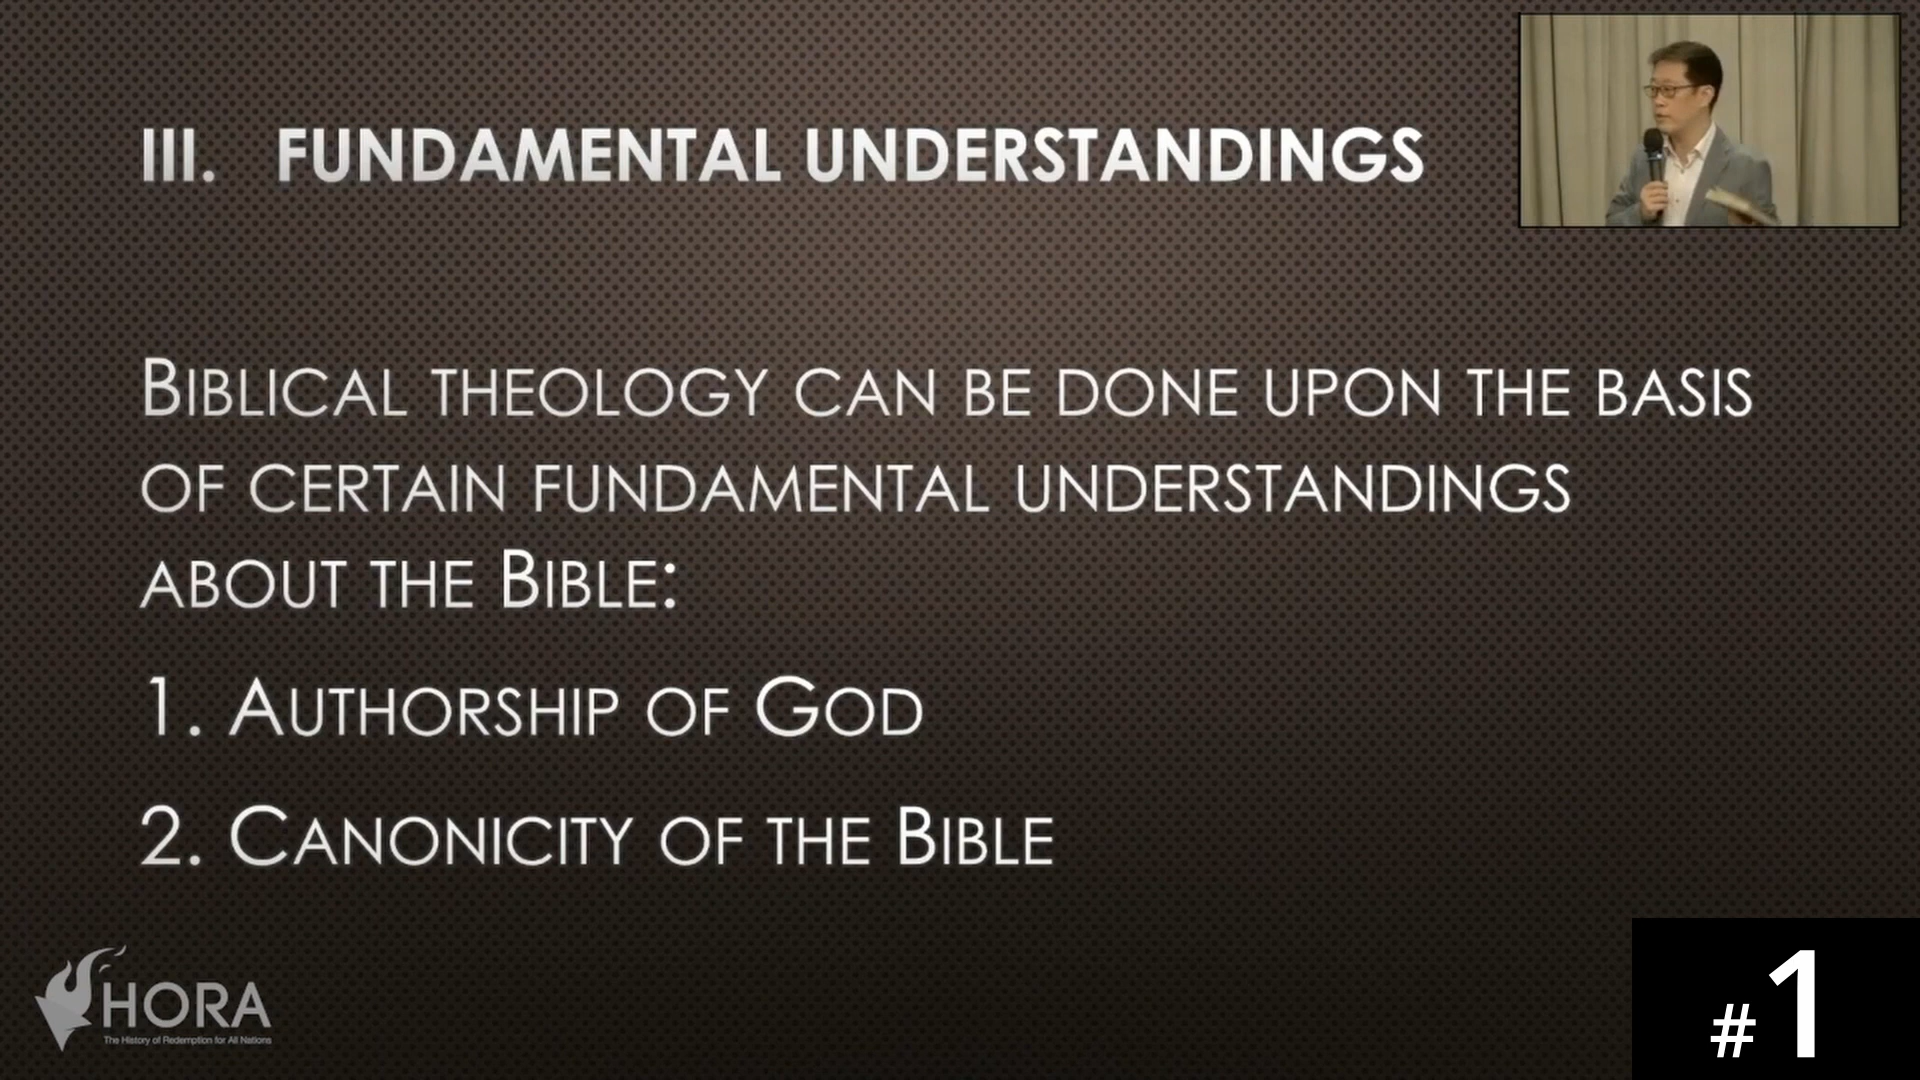 III. FUNDAMENTAL UNDERSTANDINGS
BIBLICAL THEOLOGY CAN BE DONE UPON THE BASIS
OF CERTAIN FUNDAMENTAL UNDERSTANDINGS
ABOUT THE BIBLE:
1. AUTHORSHIP OF GOD
2. CANONICITY OF THE BIBLE
HORA
The History of Redemption for All Nations
#1